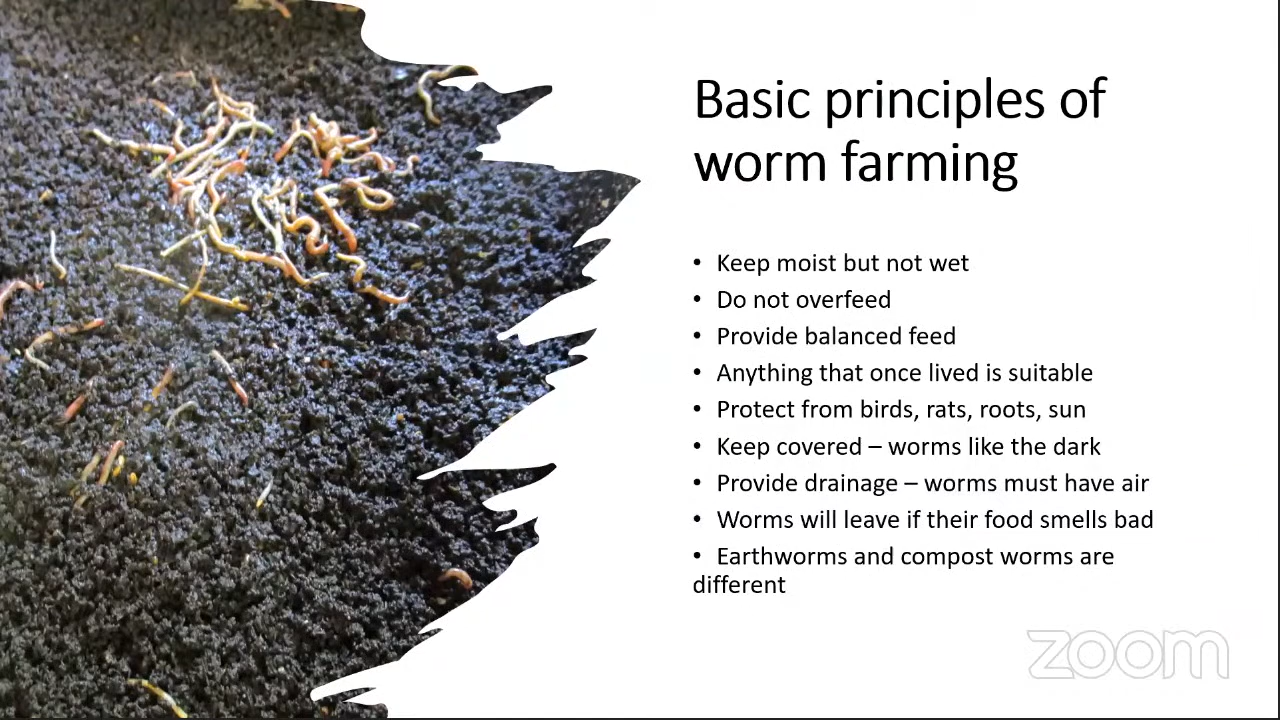 Basic principles of
worm farming
• Keep moist but not wet
• Do not overfeed
• Provide balanced feed
• Anything that once lived is suitable
• Protect from birds, rats, roots, sun
• Keep covered – worms like the dark
• Provide drainage – worms must have air
• Worms will leave if their food smells bad
• Earthworms and compost worms are
different
zoom